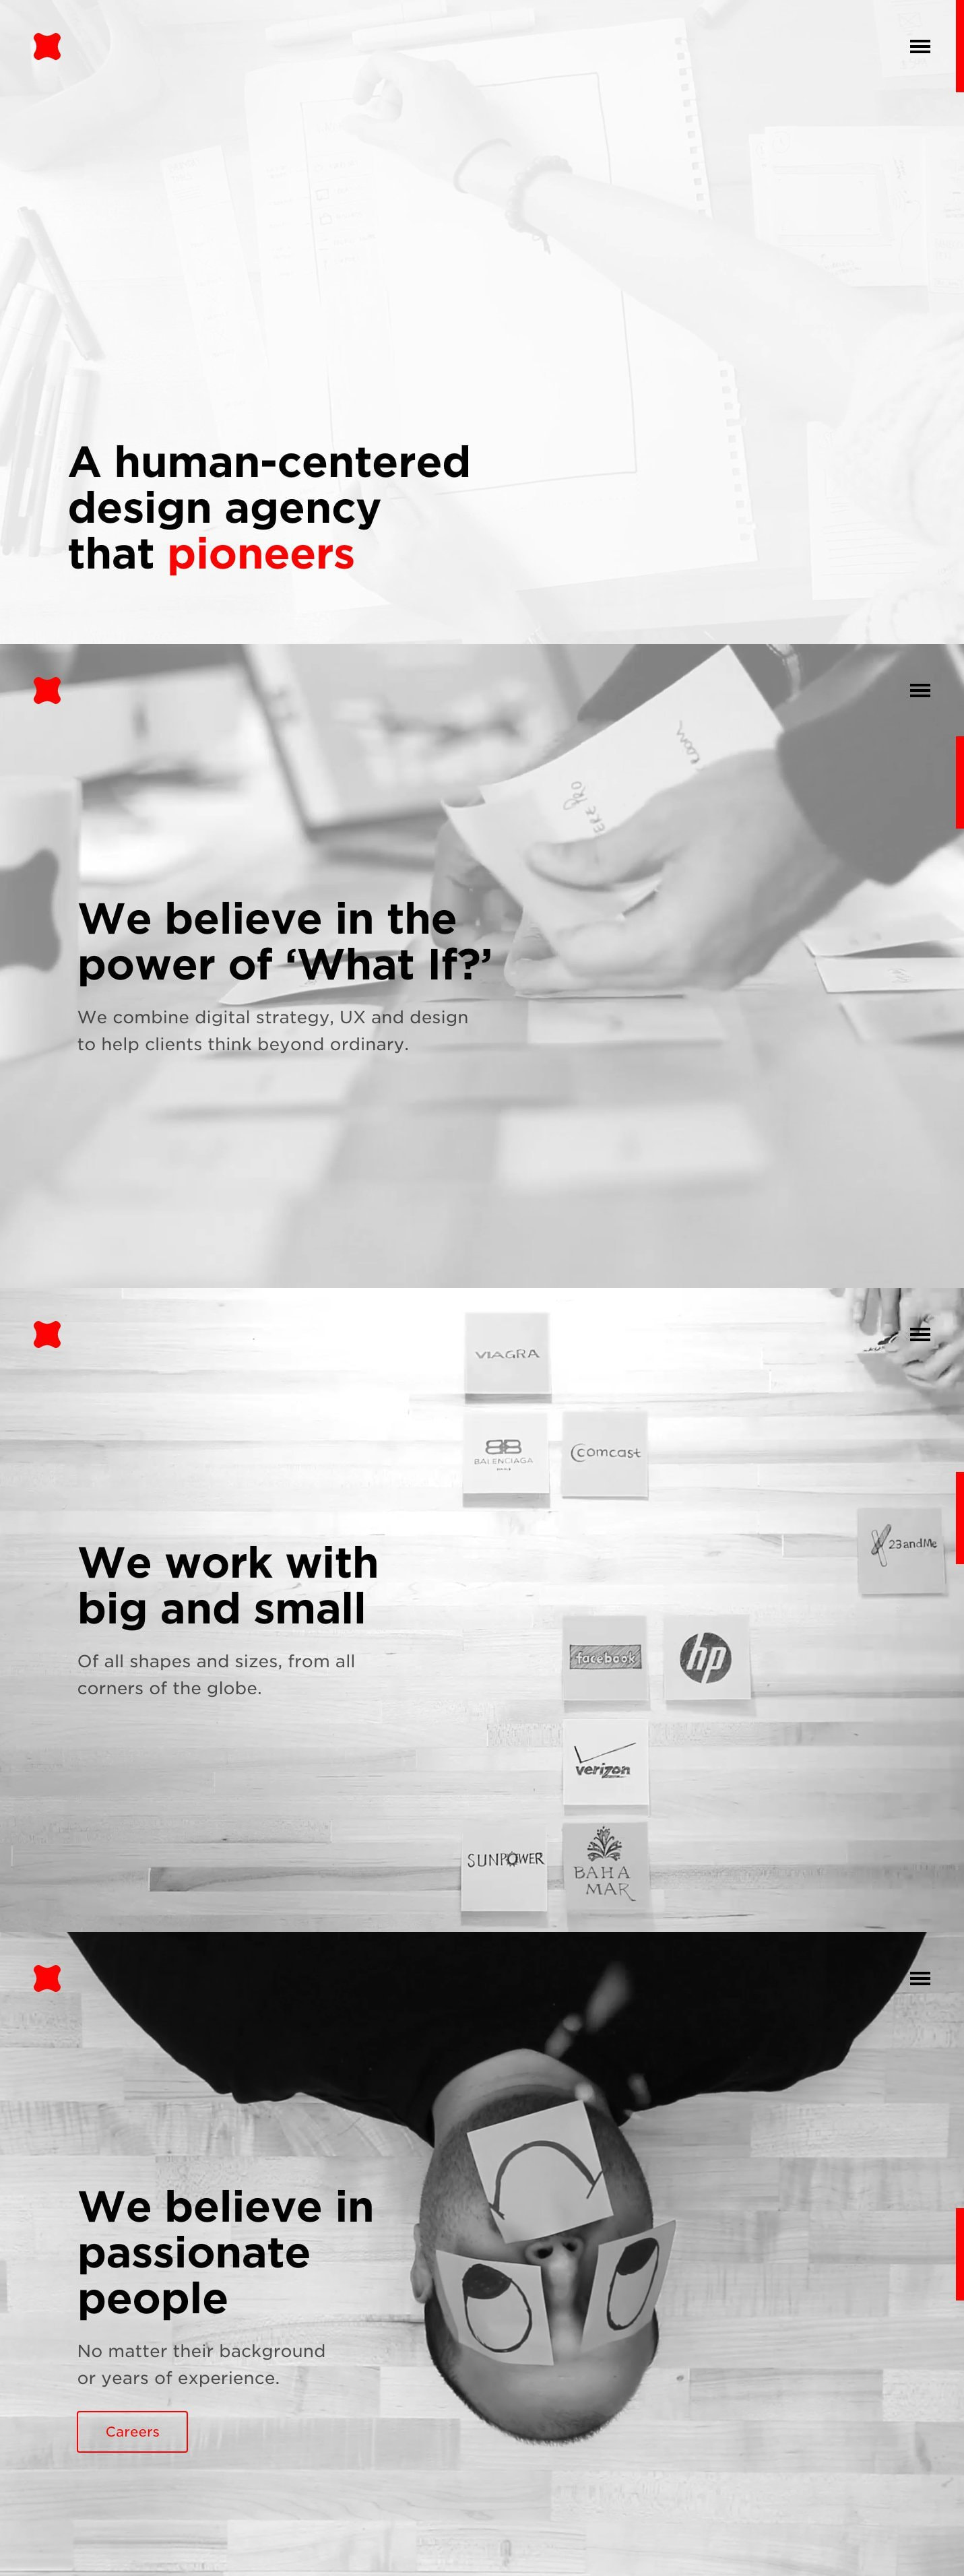 A human-centered
design agency
that pioneers
We believe in the
power of ‘What If?’
We combine digital strategy, UX and design
to help clients think beyond ordinary.
VIAGRA
BB
BALENCIAGA
Comcast
23andMe
We work with
big and small
Of all shapes and sizes, from all
corners of the globe.
facebook
hp
verizon
SUNPOWER
BAHA
MAR
We believe in
passionate
people
No matter their background
or years of experience.
Careers